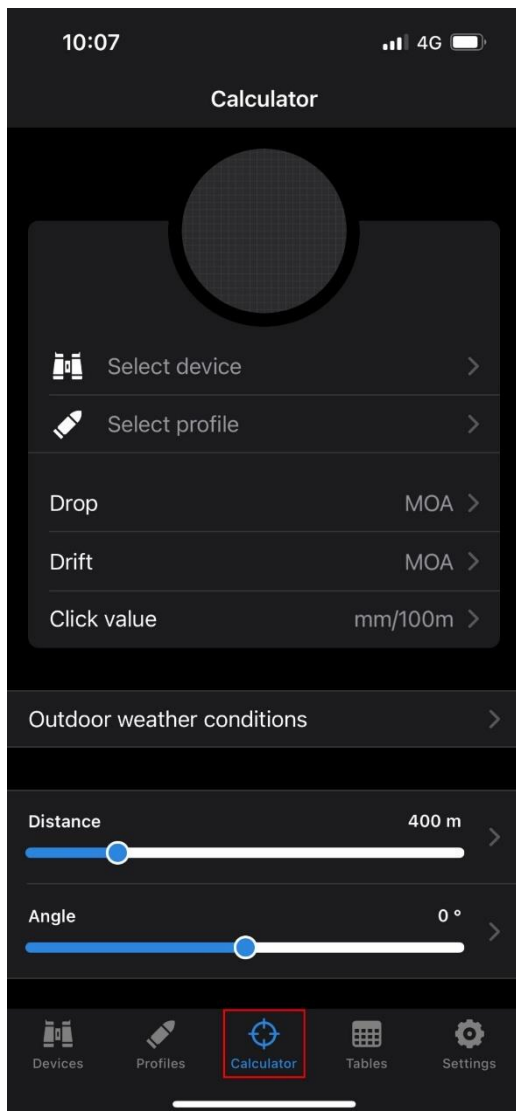 10:07 4G
Calculator
Select device
Select profile
Drop MOA
Drift MOA
Click value mm/100m
Outdoor weather conditions
Distance 400 m
Angle 0 °
Devices Profiles Calculator Tables Settings